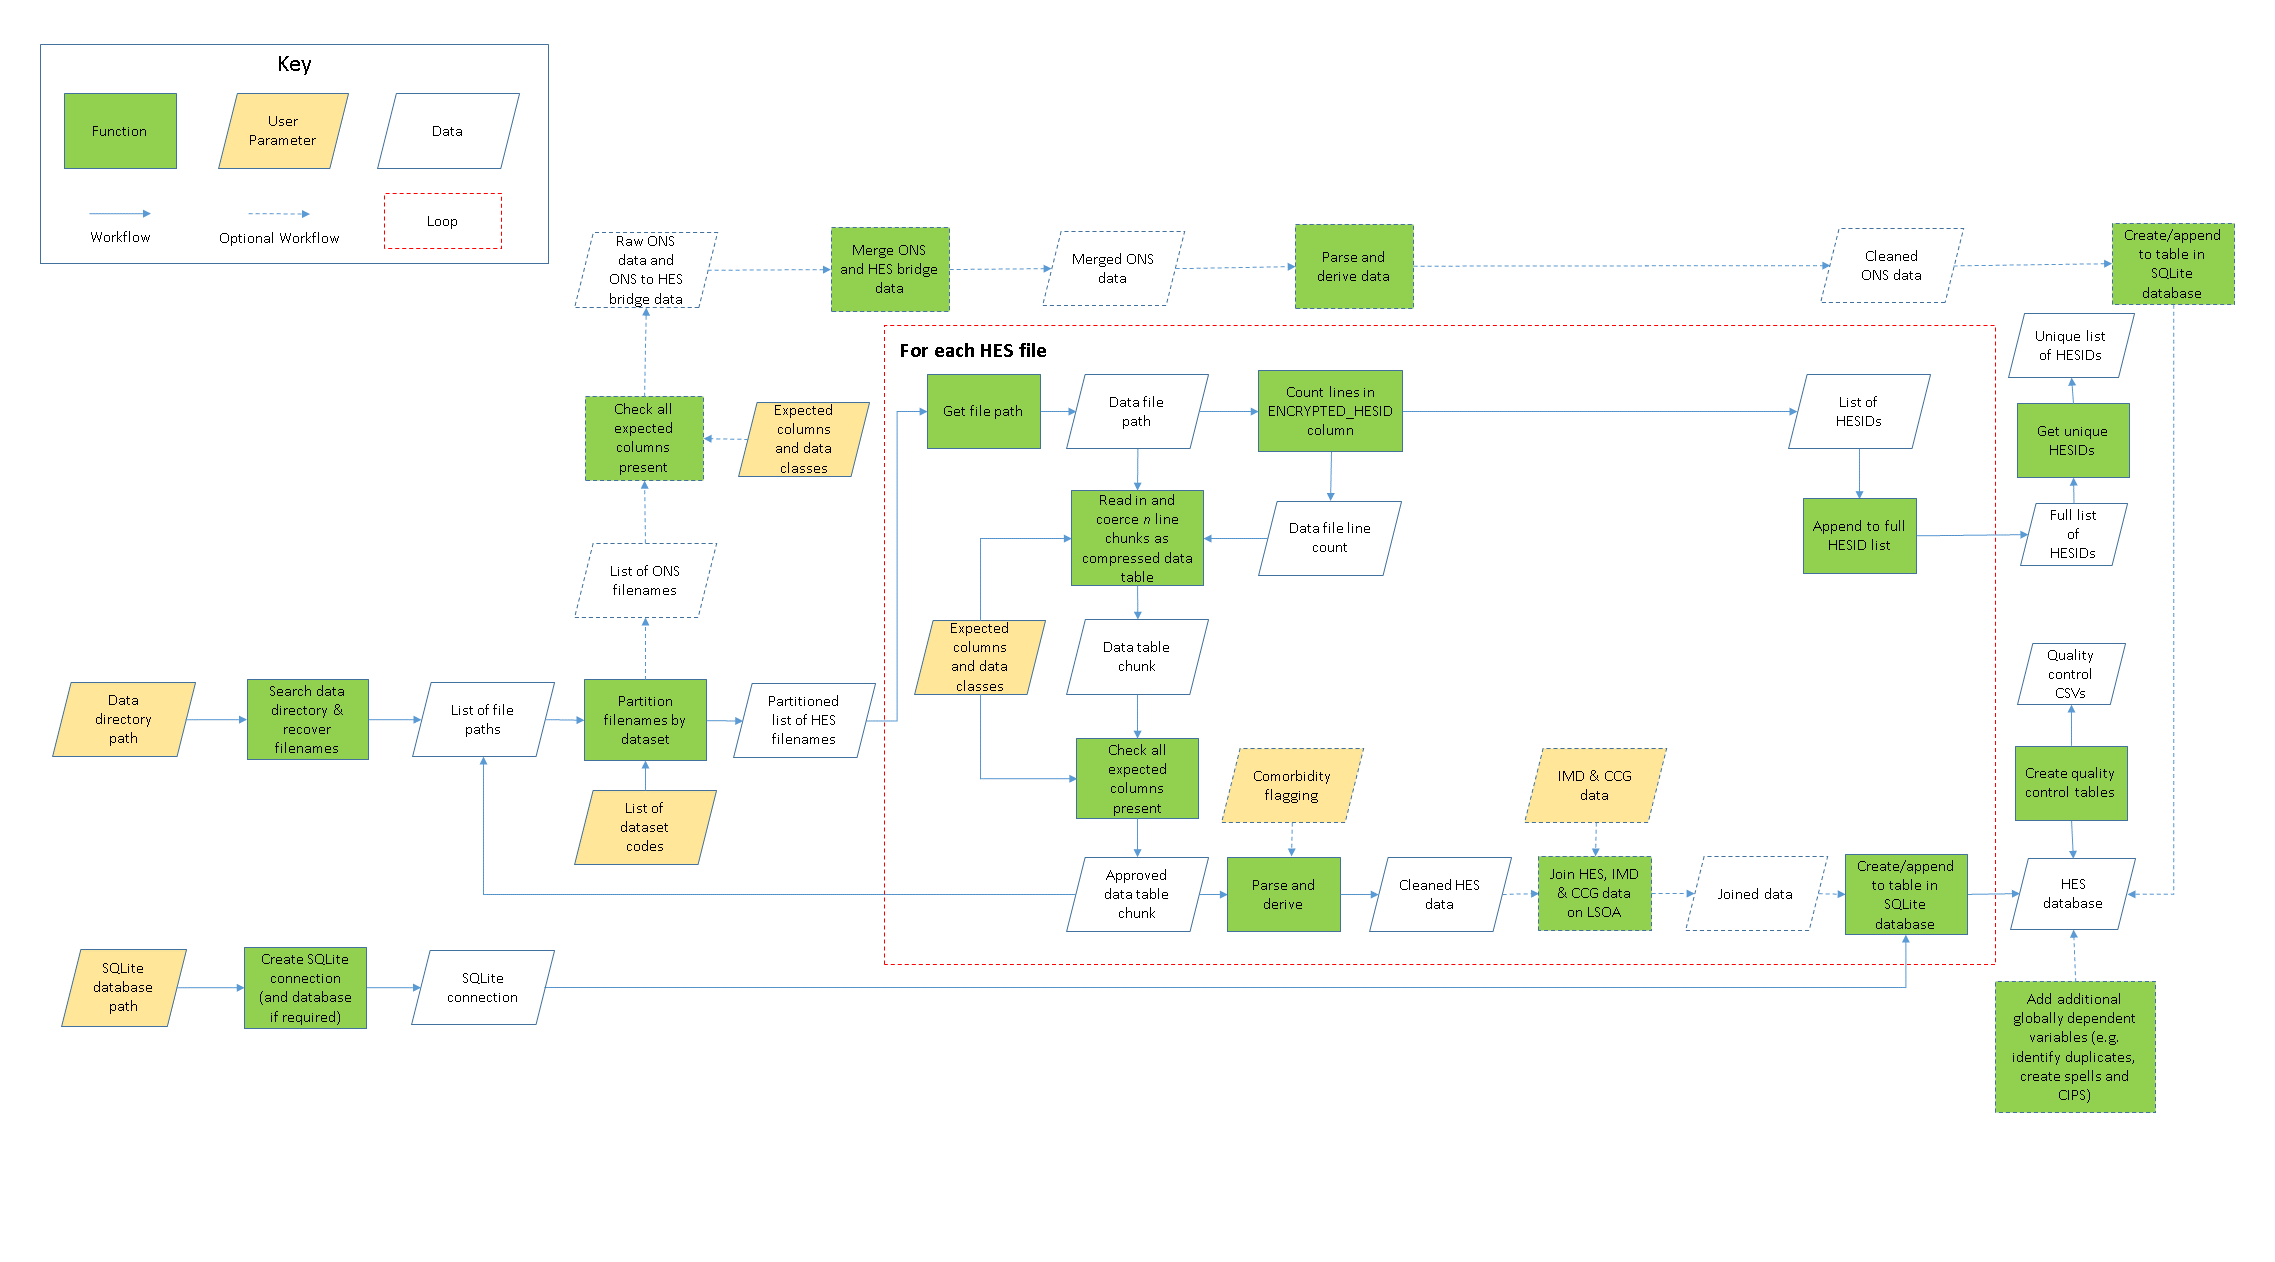 Key
Function
User
Parameter
Data
Workflow
Optional Workflow
Loop
Raw ONS
data and
ONS to HES
bridge data
Merge ONS
and HES bridge
data
Merged ONS
data
Parse and
derive data
Cleaned
ONS data
Create/append
to table in
SQLite
database
Check all
expected
columns
present
Expected
columns
and data
classes
List of ONS
filenames
For each HES file
Get file path
Data file
path
Count lines in
ENCRYPTED_HESID
column
List of
HESIDs
Unique list
of HESIDs
Get unique
HESIDs
Full list
of
HESIDs
Append to full
HESID list
Read in and
coerce n line
chunks as
compressed data
table
Data file line
count
Expected
columns
and data
classes
Data table
chunk
Data
directory
path
Search data
directory &
recover
filenames
List of file
paths
Partition
filenames by
dataset
Partitioned
list of HES
filenames
List of
dataset
codes
Check all
expected
columns
present
Comorbidity
flagging
IMD & CCG
data
Quality
control
CSVs
Create quality
control tables
Approved
data table
chunk
Parse and
derive
Cleaned HES
data
Join HES, IMD
& CCG data
on LSOA
Joined data
Create/append
to table in
SQLite
database
HES
database
SQLite
database
path
Create SQLite
connection
(and database
if required)
SQLite
connection
Add additional
globally dependent
variables (e.g.
identify duplicates,
create spells and
CIPS)